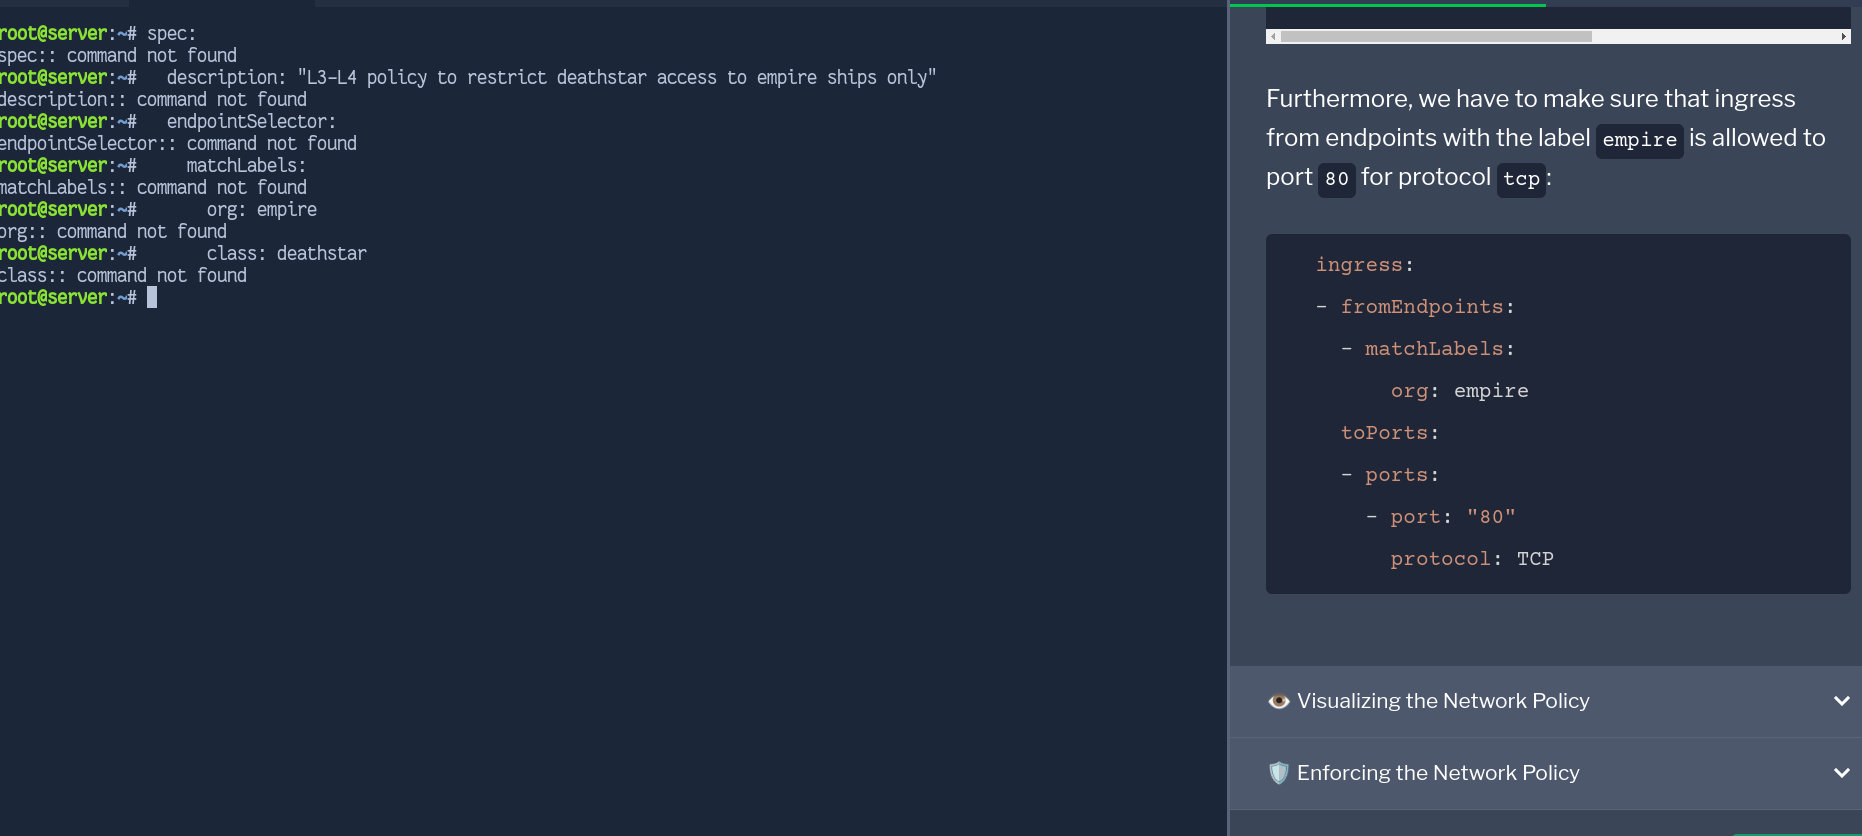 root@server:~# spec:
spec:: command not found
root@server:~#   description: "L3-L4 policy to restrict deathstar access to empire ships only"
description:: command not found
root@server:~#   endpointSelector:
endpointSelector:: command not found
root@server:~#     matchLabels:
matchLabels:: command not found
root@server:~#       org: empire
org:: command not found
root@server:~#       class: deathstar
class:: command not found
root@server:~#
Furthermore, we have to make sure that ingress
from endpoints with the label empire is allowed to
port 80 for protocol tcp:
ingress:
- fromEndpoints:
  - matchLabels:
      org: empire
  toPorts:
  - ports:
    - port: "80"
      protocol: TCP
👁️ Visualizing the Network Policy
🛡️ Enforcing the Network Policy